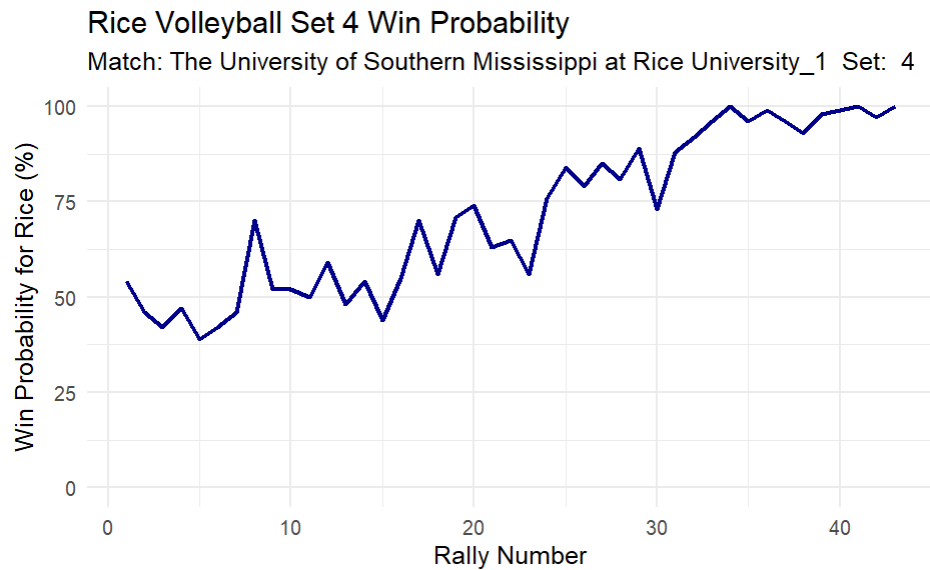 Rice Volleyball Set 4 Win Probability
Match: The University of Southern Mississippi at Rice University_1  Set:  4
Win Probability for Rice (%)
100
75
50
25
0
0 10 20 30 40
Rally Number